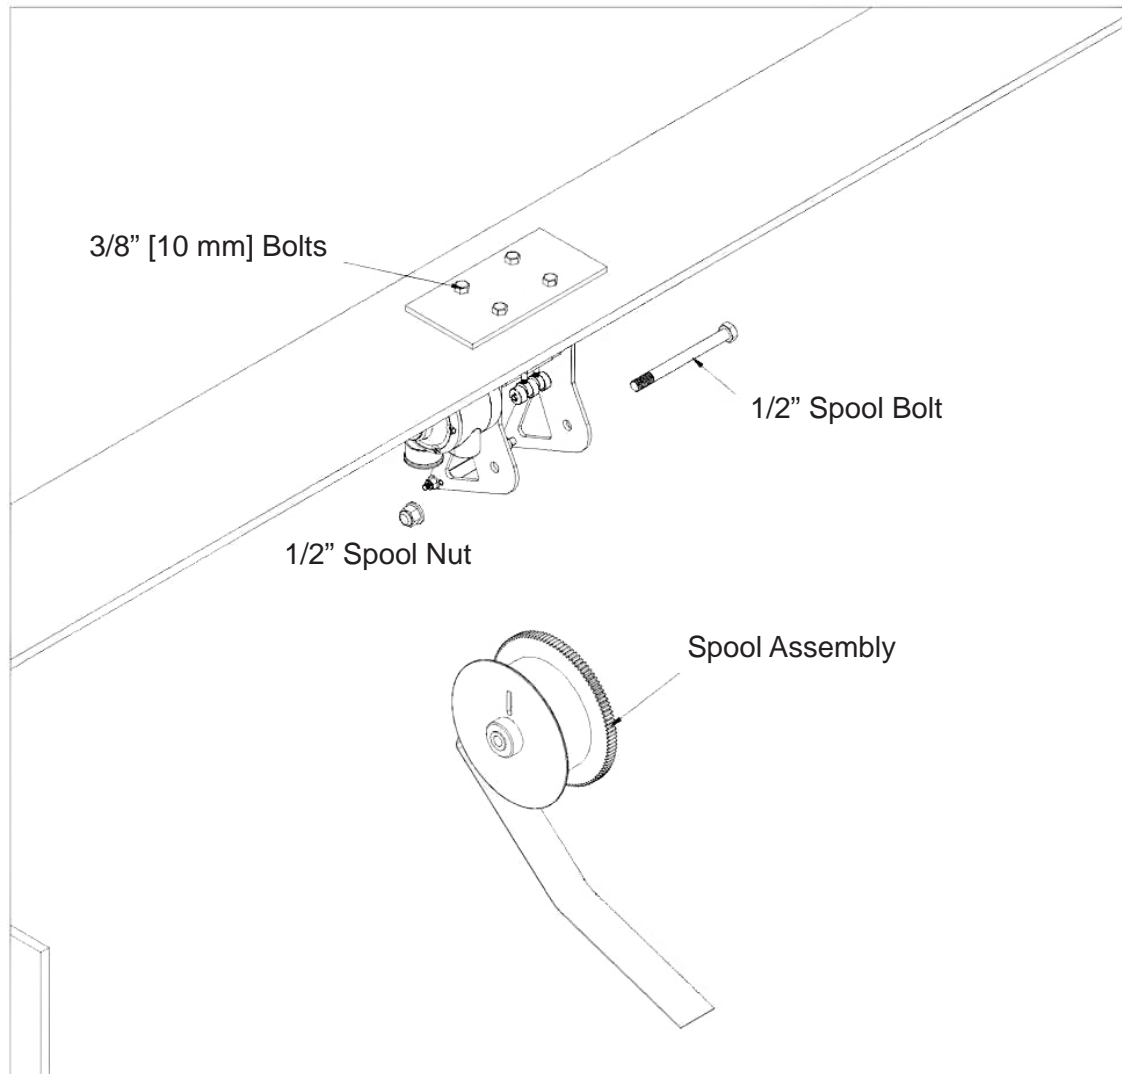 3/8” [10 mm] Bolts
1/2” Spool Bolt
1/2” Spool Nut
Spool Assembly